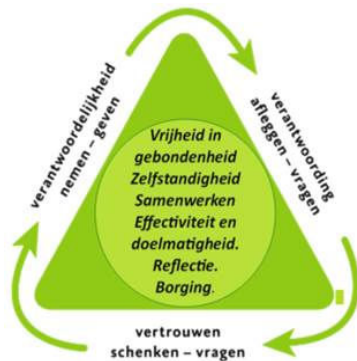 verantwoordelijkheid
nemen – geven
verantwoording
afleggen – vragen
Vrijheid in
gebondenheid
Zelfstandigheid
Samenwerken
Effectiviteit en
doelmatigheid.
Reflectie.
Borging.
vertrouwen
schenken – vragen